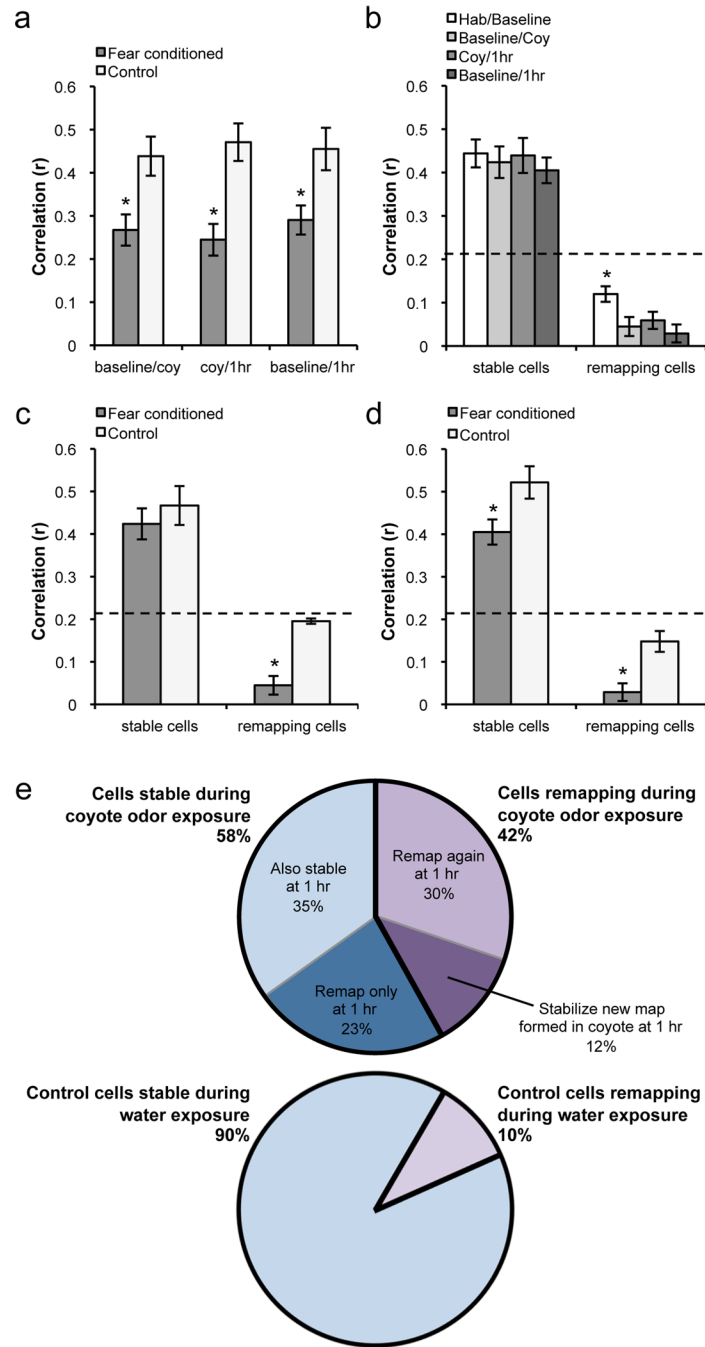 a
Fear conditioned
Control
0.6
0.5
0.4
0.3
0.2
0.1
0
Correlation (r)
*
*
*
baseline/coy
coy/1hr
baseline/1hr
b
Hab/Baseline
Baseline/Coy
Coy/1hr
Baseline/1hr
0.6
0.5
0.4
0.3
0.2
0.1
0
Correlation (r)
*
stable cells
remapping cells
c
Fear conditioned
Control
0.6
0.5
0.4
0.3
0.2
0.1
0
Correlation (r)
*
stable cells
remapping cells
d
Fear conditioned
Control
0.6
0.5
0.4
0.3
0.2
0.1
0
Correlation (r)
*
*
stable cells
remapping cells
e
Cells stable during
coyote odor exposure
58%
Cells remapping during
coyote odor exposure
42%
Also stable
at 1 hr
35%
Remap again
at 1 hr
30%
Remap only
at 1 hr
23%
Stabilize new map
formed in coyote at 1 hr
12%
Control cells stable during
water exposure
90%
Control cells remapping
during water exposure
10%